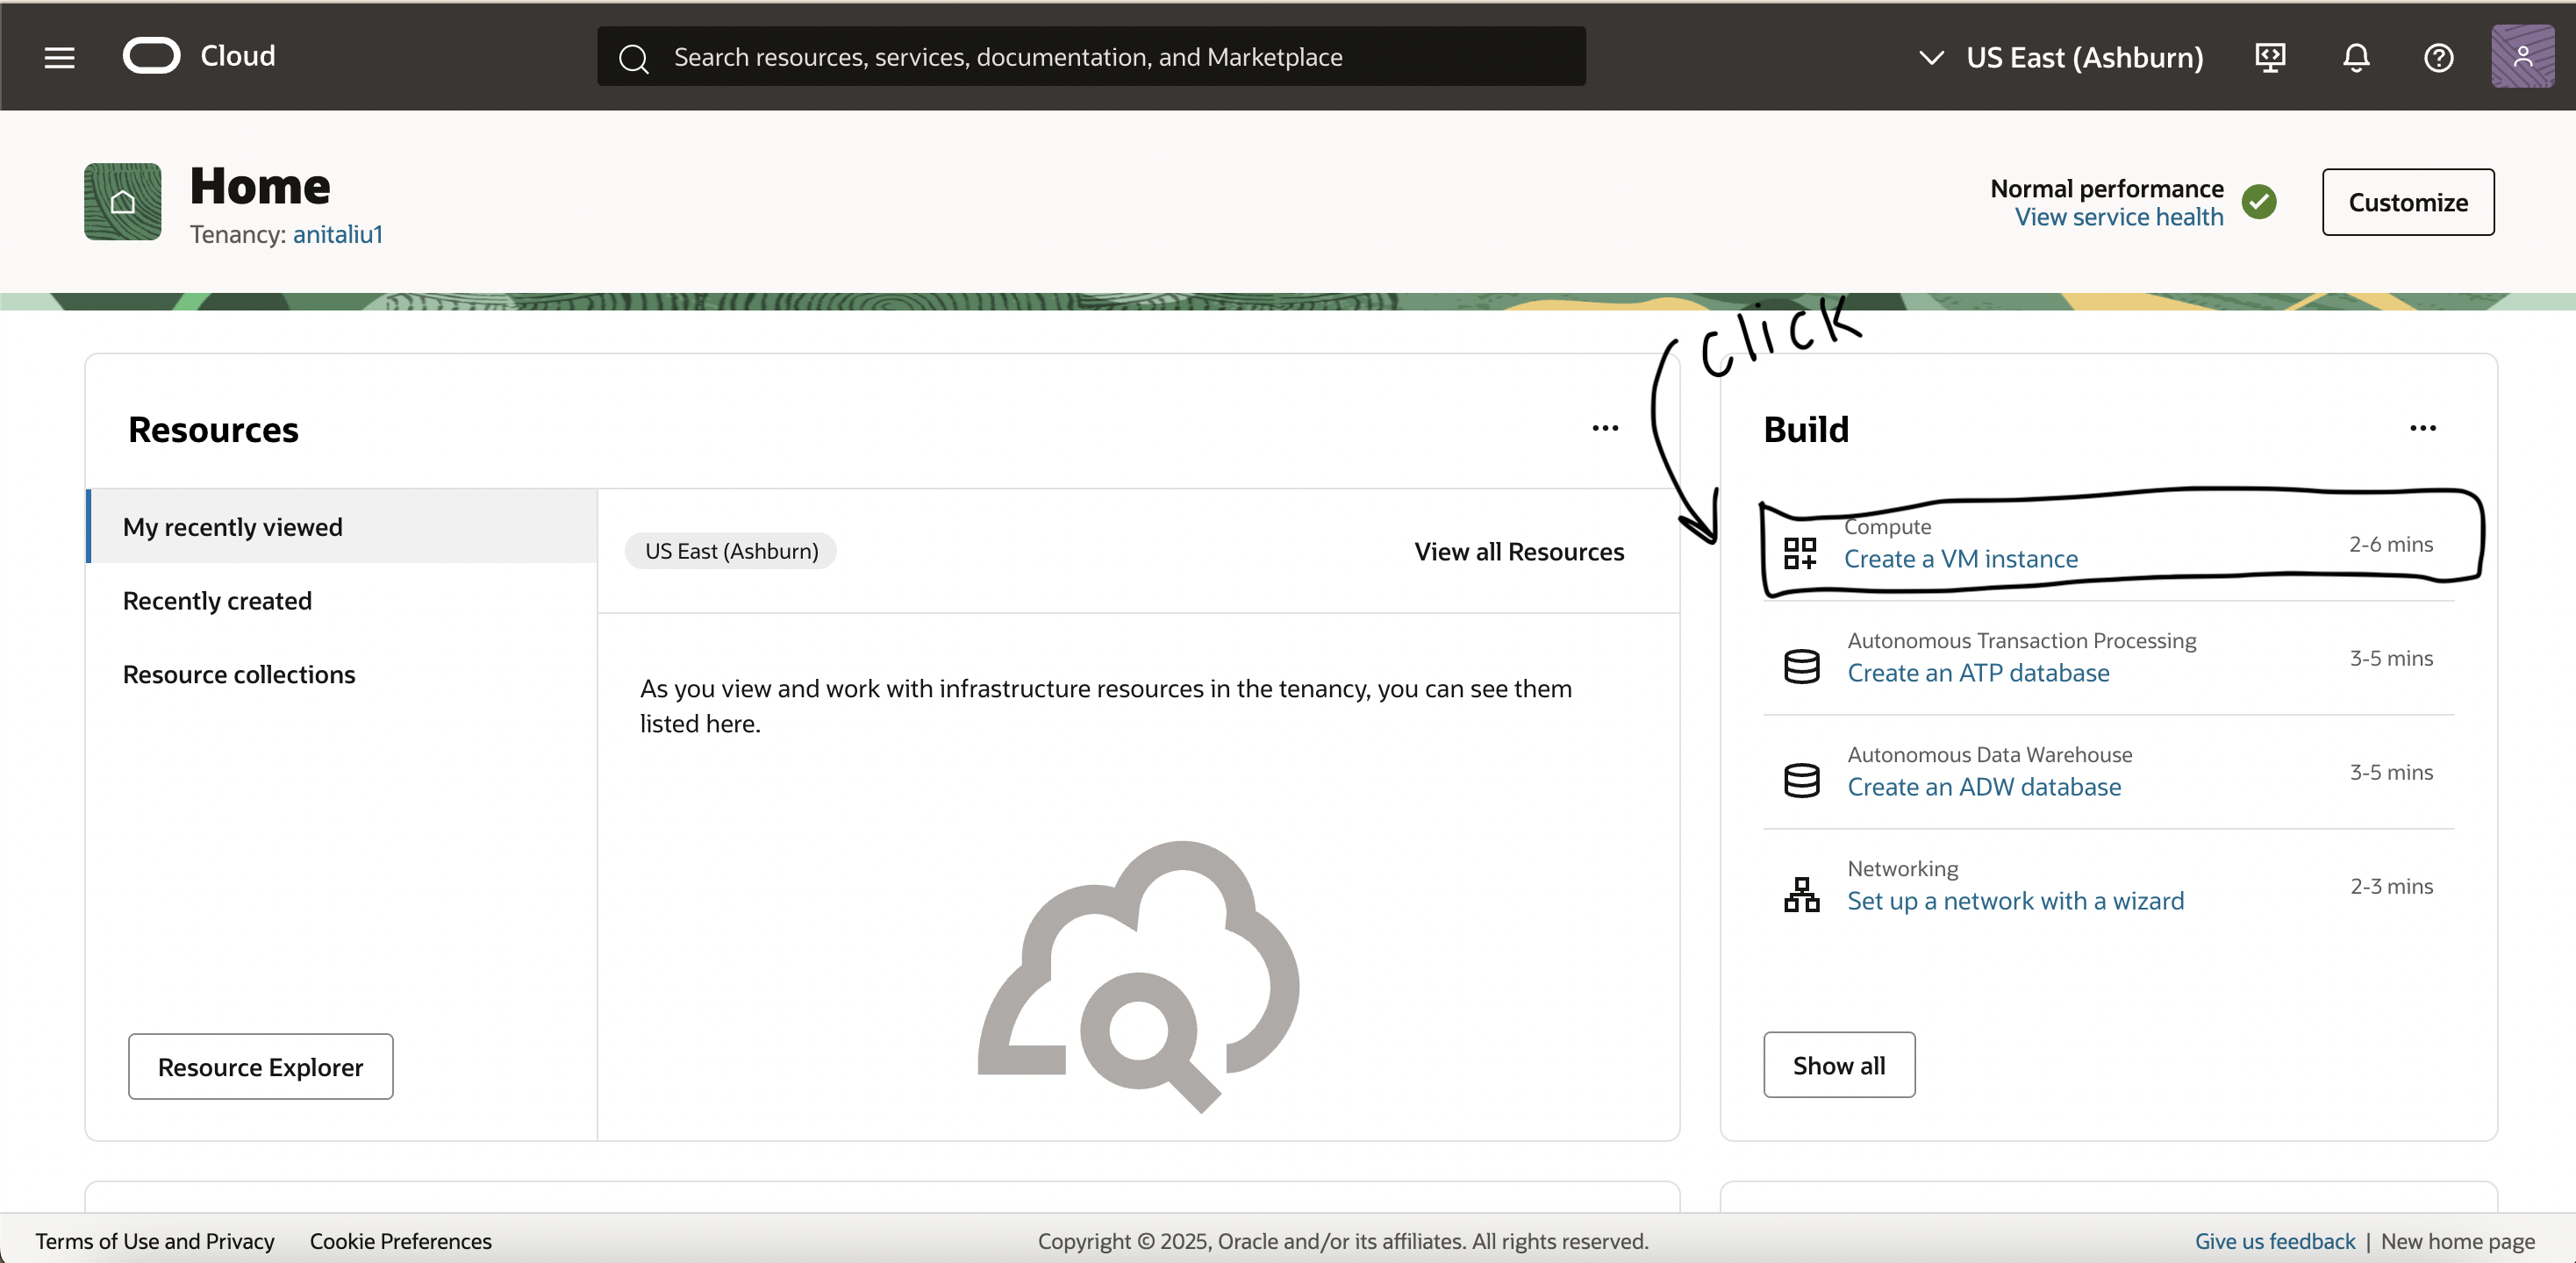 Cloud
Search resources, services, documentation, and Marketplace
US East (Ashburn)
Home
Tenancy: anitaliu1
Normal performance
View service health
Customize
click
Resources
My recently viewed
Recently created
Resource collections
Resource Explorer
US East (Ashburn)
View all Resources
As you view and work with infrastructure resources in the tenancy, you can see them
listed here.
Build
Compute
Create a VM instance
2-6 mins
Autonomous Transaction Processing
Create an ATP database
3-5 mins
Autonomous Data Warehouse
Create an ADW database
3-5 mins
Networking
Set up a network with a wizard
2-3 mins
Show all
Terms of Use and Privacy
Cookie Preferences
Copyright © 2025, Oracle and/or its affiliates. All rights reserved.
Give us feedback | New home page